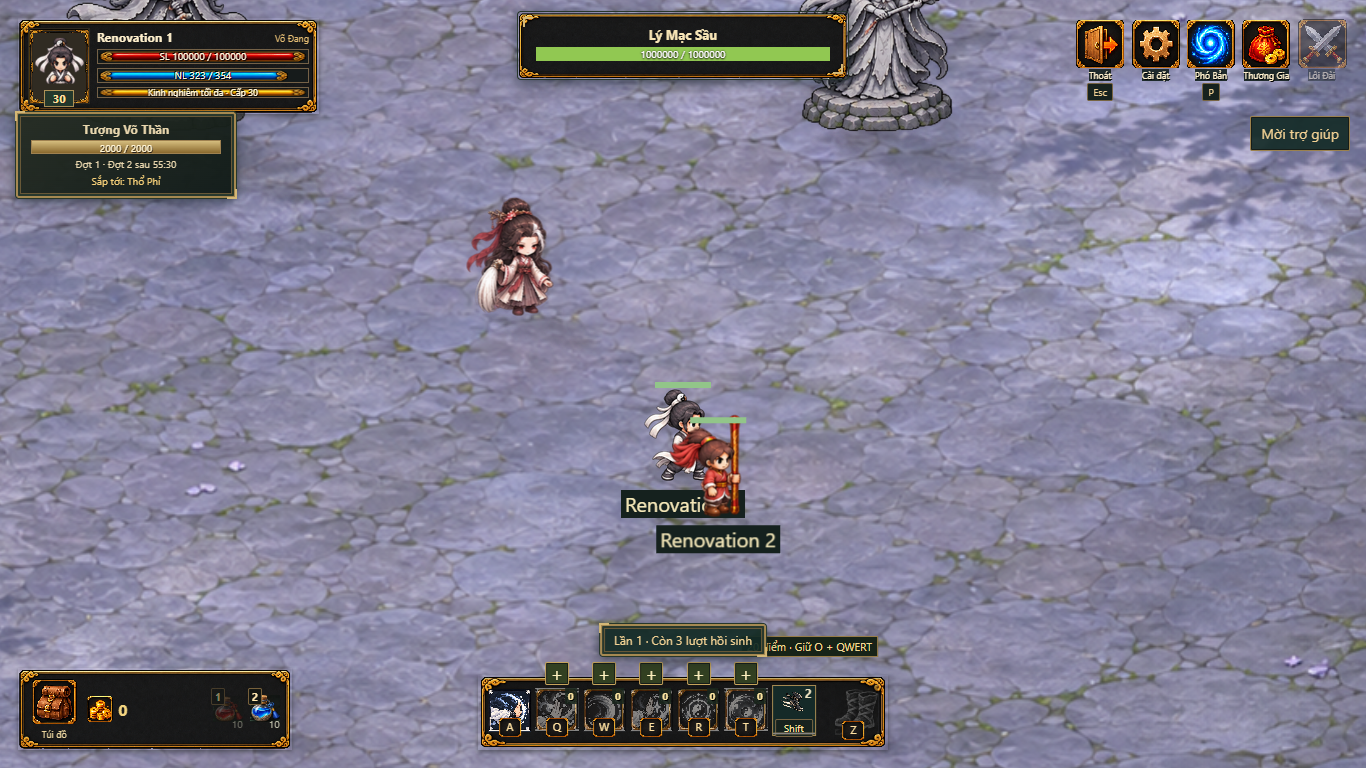 Renovation 1
Võ Đang
SL 100000 / 100000
NL 323 / 354
Kinh nghiệm tối đa · Cấp 30
30
Tượng Võ Thần
2000 / 2000
Đợt 1 · Đợt 2 sau 55:30
Sắp tới: Thổ Phỉ
Lý Mạc Sầu
1000000 / 1000000
Thoát
Cài đặt
Phó Bản
Thương Gia
Lôi Đài
Esc
P
Mời trợ giúp
Renovati
Renovation 2
Lần 1 · Còn 3 lượt hồi sinh
iểm · Giữ O + QWERT
+ + + + +
0 0 0 0 0 2
A Q W E R T Shift Z
Túi đồ
0
1 2
10 10